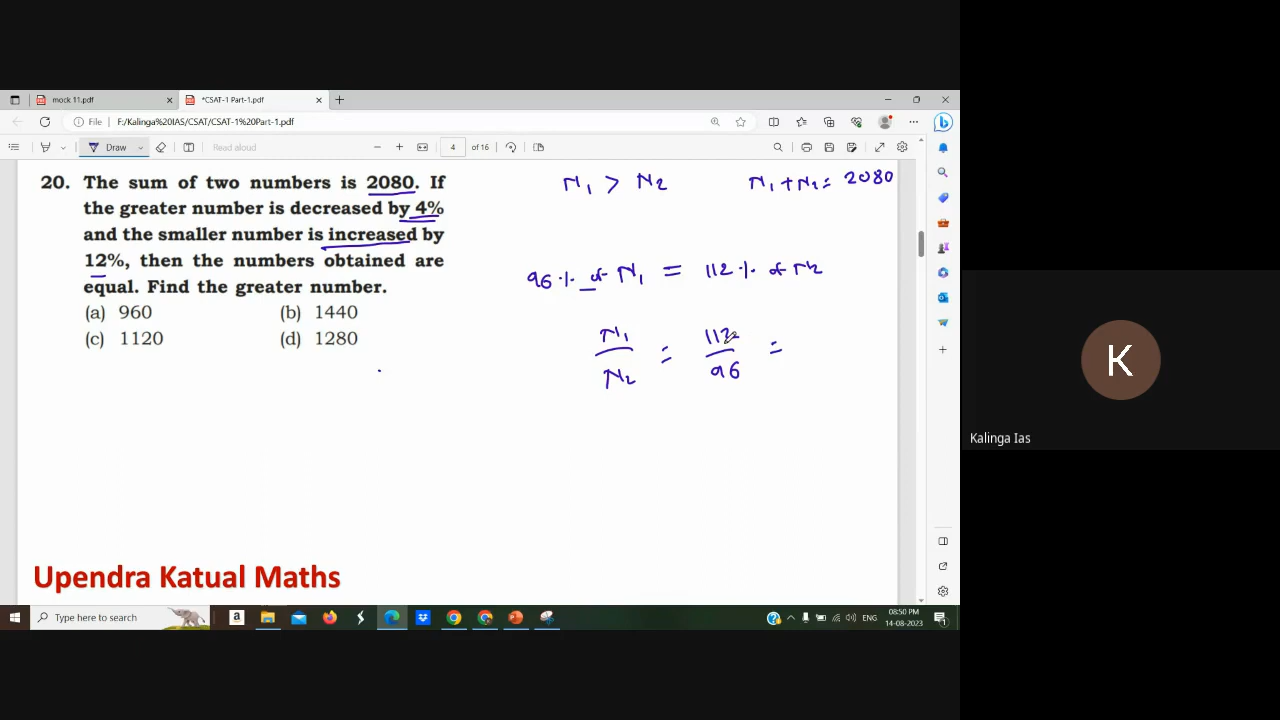 mock 11.pdf
*CSAT-1 Part-1.pdf
File
F:/Kalinga%20IAS/CSAT/CSAT-1%20Part-1.pdf
Draw
Read aloud
4
of 16
20. The sum of two numbers is 2080. If
the greater number is decreased by 4%
and the smaller number is increased by
12%, then the numbers obtained are
equal. Find the greater number.
(a) 960
(b) 1440
(c) 1120
(d) 1280
N1 > N2
N1 + N2 = 2080
96% of N1 = 112% of N2
N1/N2 = 112/96 =
Upendra Katual Maths
K
Kalinga Ias
Type here to search
a
ENG
08:50 PM
14-08-2023
1